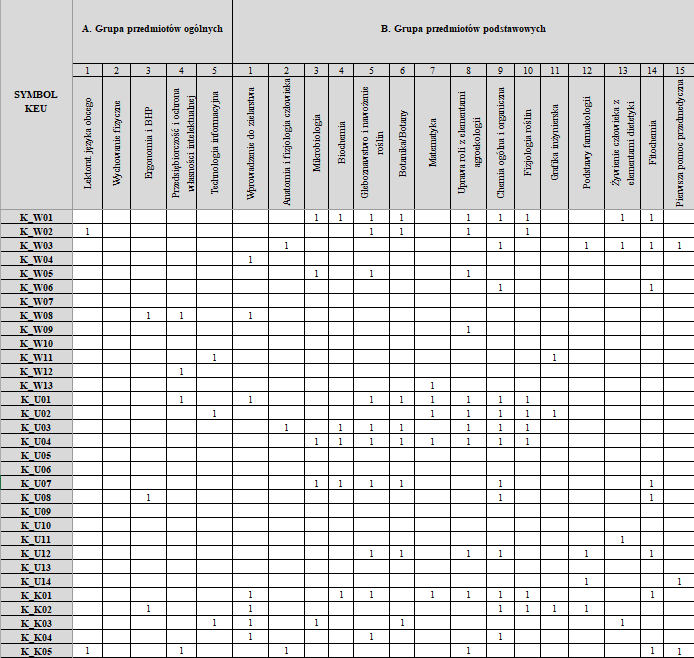 A. Grupa przedmiotów ogólnych B. Grupa przedmiotów podstawowych
SYMBOL
KEU
1 2 3 4 5 1 2 3 4 5 6 7 8 9 10 11 12 13 14 15
Lektorat języka obcego
Wychowanie fizyczne
Ergonomia i BHP
Przedsiębiorczość i ochrona
własności intelektualnej
Technologia informacyjna
Wprowadzenie do zielarstwa
Anatomia i fizjologia człowieka
Mikrobiologia
Biochemia
Gleboznawstwo i nawożenie
roślin
Botanika/Botany
Matematyka
Uprawa roli z elementami
agroekologii
Chemia ogólna i organiczna
Fizjologia roślin
Grafika inżynierska
Podstawy farmakologii
Żywienie człowieka z
elementami dietetyki
Fitochemia
Pierwsza pomoc przedmedyczna
K_W01 1 1 1 1 1 1 1 1 1
K_W02 1 1 1 1 1
K_W03 1 1 1 1 1 1
K_W04 1
K_W05 1 1 1
K_W06 1 1
K_W07
K_W08 1 1 1
K_W09 1
K_W10
K_W11 1 1
K_W12 1
K_W13 1
K_U01 1 1 1 1 1 1 1 1
K_U02 1 1 1 1 1 1
K_U03 1 1 1 1 1 1 1
K_U04 1 1 1 1 1 1 1 1
K_U05
K_U06
K_U07 1 1 1 1 1 1
K_U08 1 1 1
K_U09
K_U10
K_U11 1
K_U12 1 1 1 1 1 1
K_U13
K_U14 1 1
K_K01 1 1 1 1 1 1 1 1
K_K02 1 1 1 1 1 1
K_K03 1 1 1 1 1
K_K04 1 1 1
K_K05 1 1 1 1 1 1